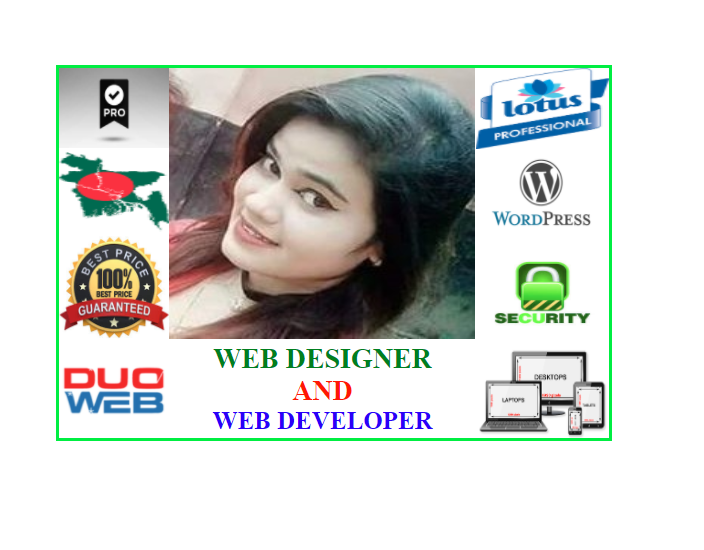 PRO
BEST PRICE
100%
BEST PRICE
GUARANTEED
DUO
WEB
WEB DESIGNER
AND
WEB DEVELOPER
lotus
PROFESSIONAL
WORDPRESS
SECURITY
DESKTOPS
LAPTOPS